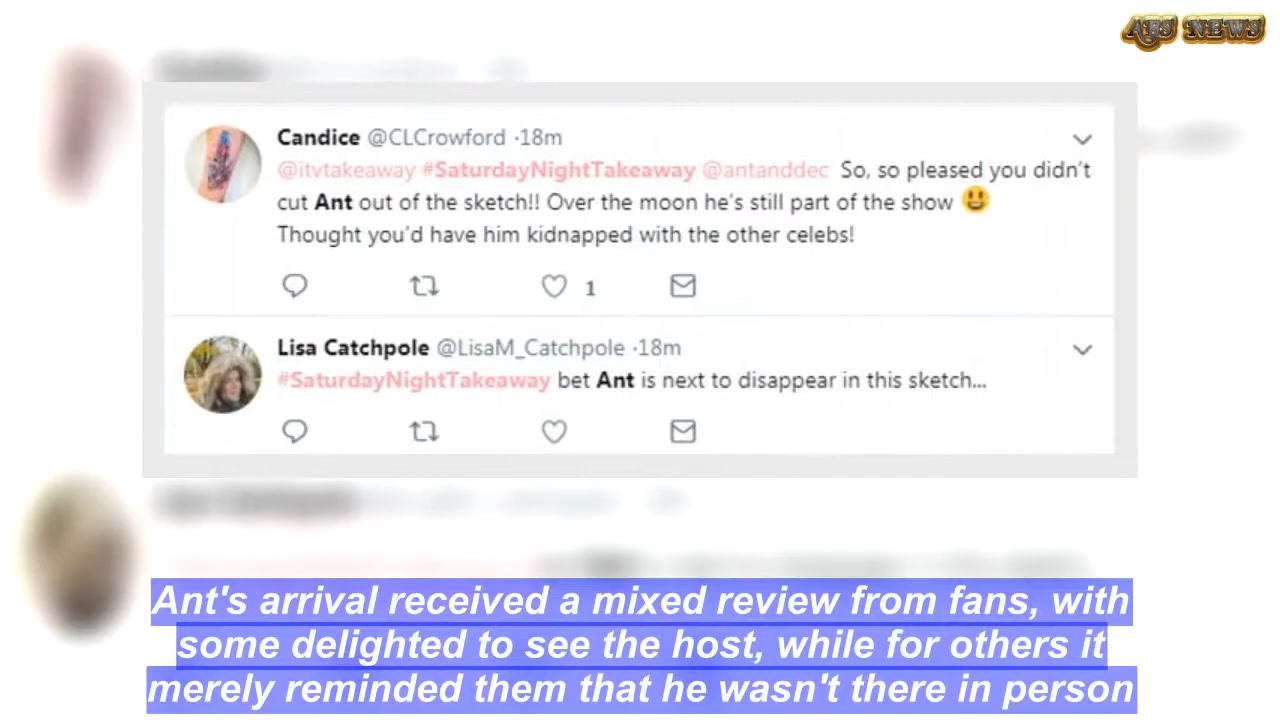 ABS NEWS
Candice @CLCrowford ·18m
@itvtakeaway #SaturdayNightTakeaway @antanddec So, so pleased you didn't
cut Ant out of the sketch!! Over the moon he's still part of the show 😃
Thought you'd have him kidnapped with the other celebs!
1
Lisa Catchpole @LisaM_Catchpole ·18m
#SaturdayNightTakeaway bet Ant is next to disappear in this sketch...
Ant's arrival received a mixed review from fans, with
some delighted to see the host, while for others it
merely reminded them that he wasn't there in person